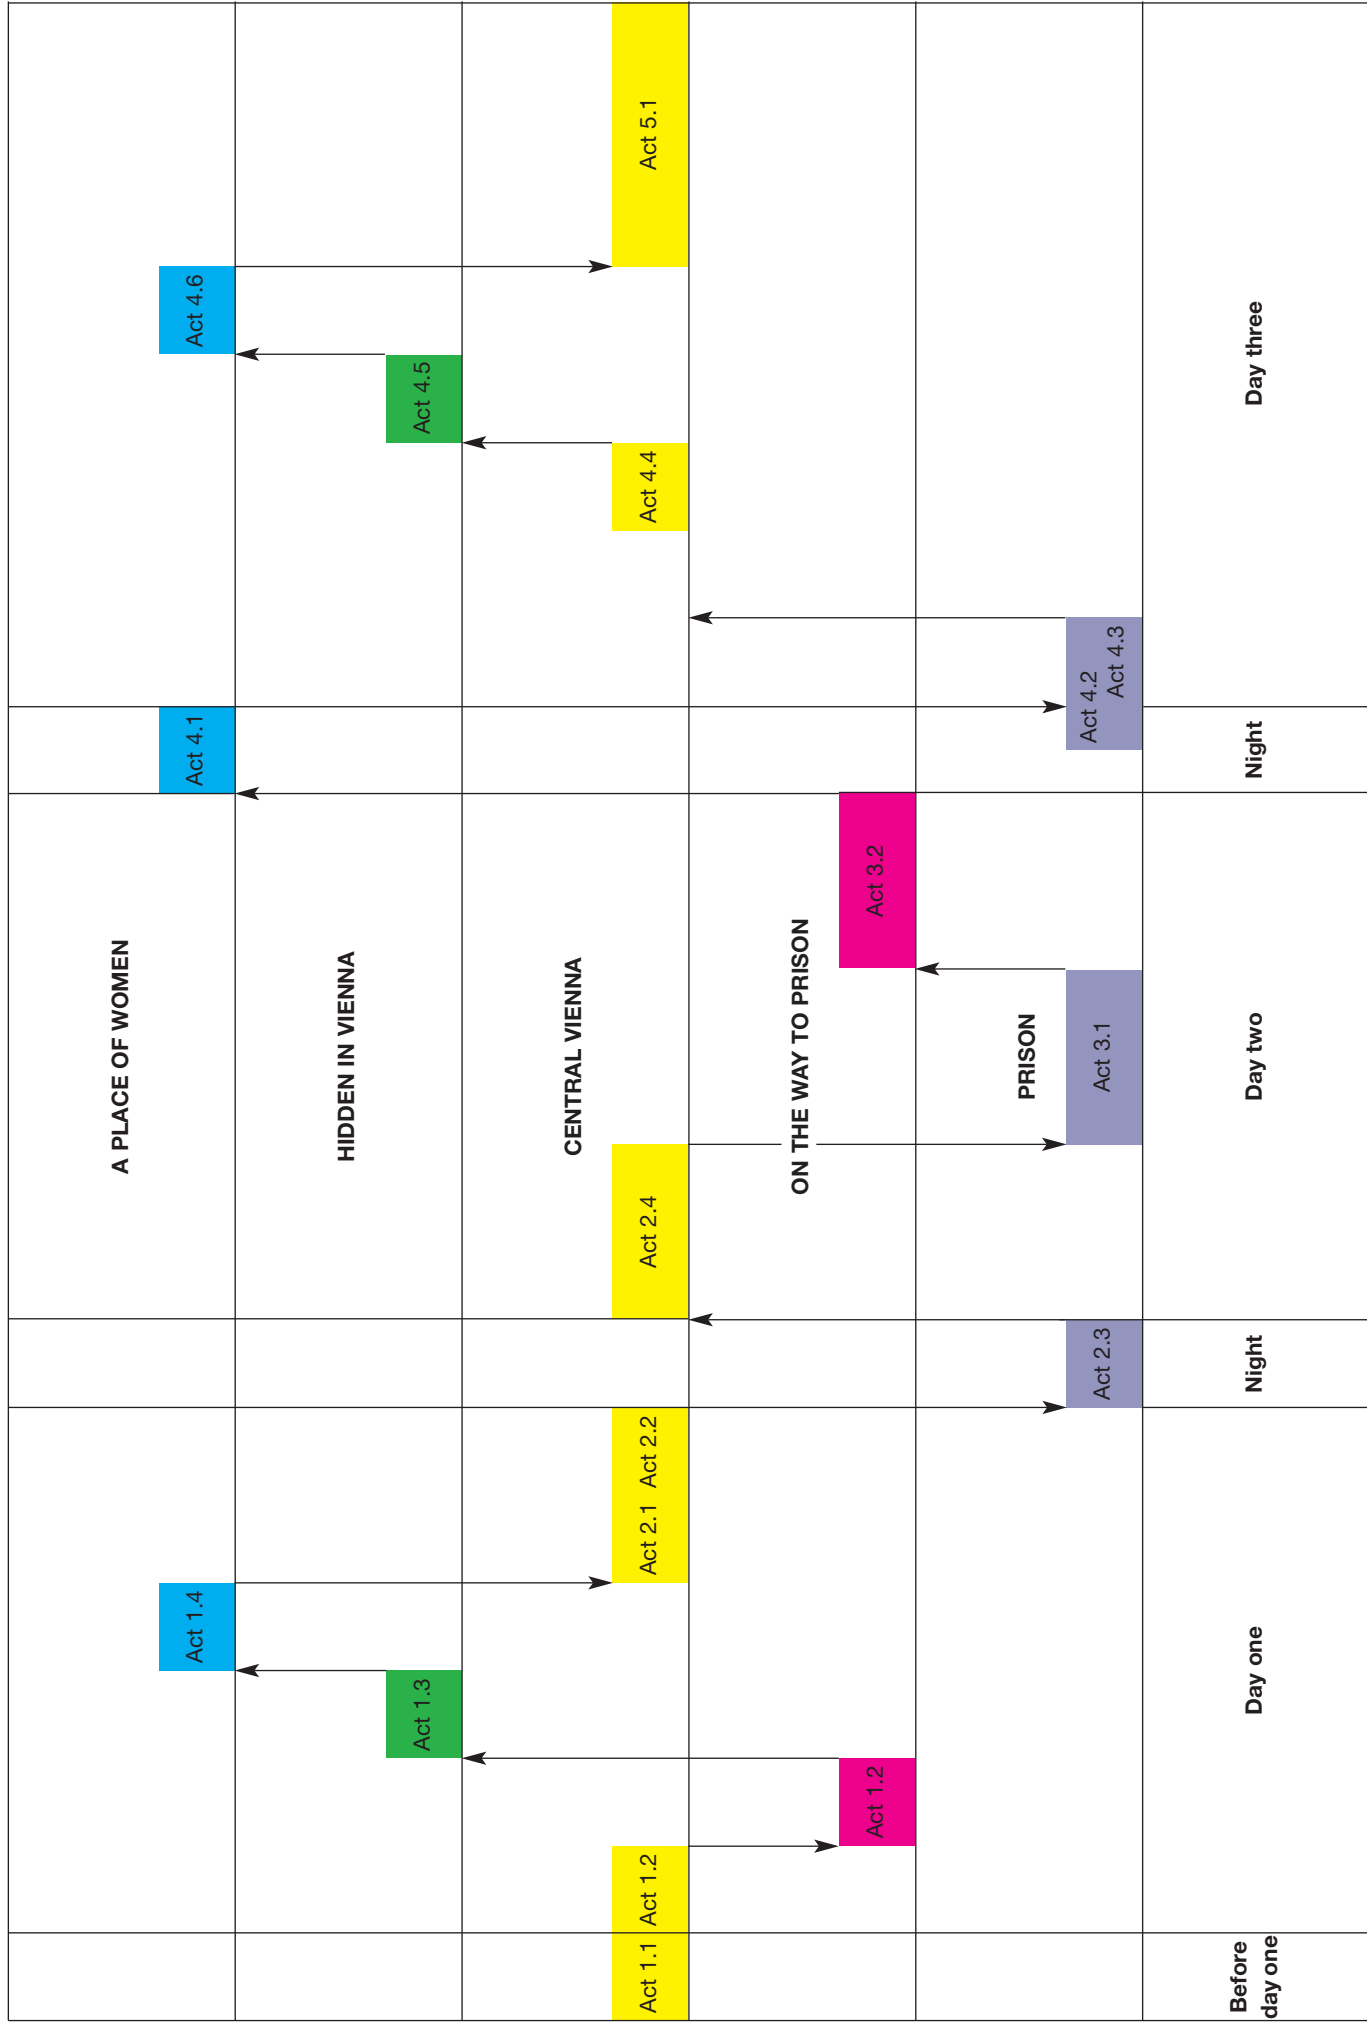 A PLACE OF WOMEN
Act 1.4
Act 4.1
Act 4.6
HIDDEN IN VIENNA
Act 1.3
Act 4.5
CENTRAL VIENNA
Act 1.1
Act 1.2
Act 2.1
Act 2.2
Act 2.4
Act 4.4
Act 5.1
ON THE WAY TO PRISON
Act 1.2
Act 3.2
PRISON
Act 2.3
Act 3.1
Act 4.2
Act 4.3
Before
day one
Day one
Night
Day two
Night
Day three